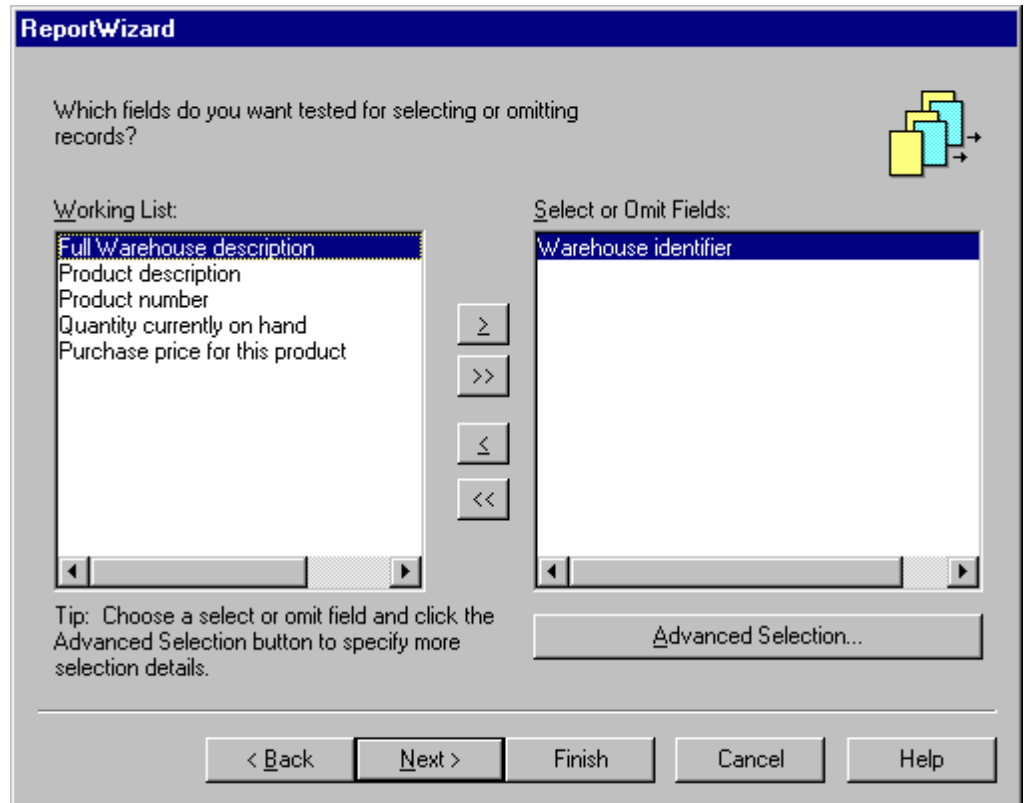 ReportWizard
Which fields do you want tested for selecting or omitting
records?
Working List:
Full Warehouse description
Product description
Product number
Quantity currently on hand
Purchase price for this product
≥
>>
≤
<<
Select or Omit Fields:
Warehouse identifier
Tip: Choose a select or omit field and click the
Advanced Selection button to specify more
selection details.
Advanced Selection...
< Back
Next >
Finish
Cancel
Help